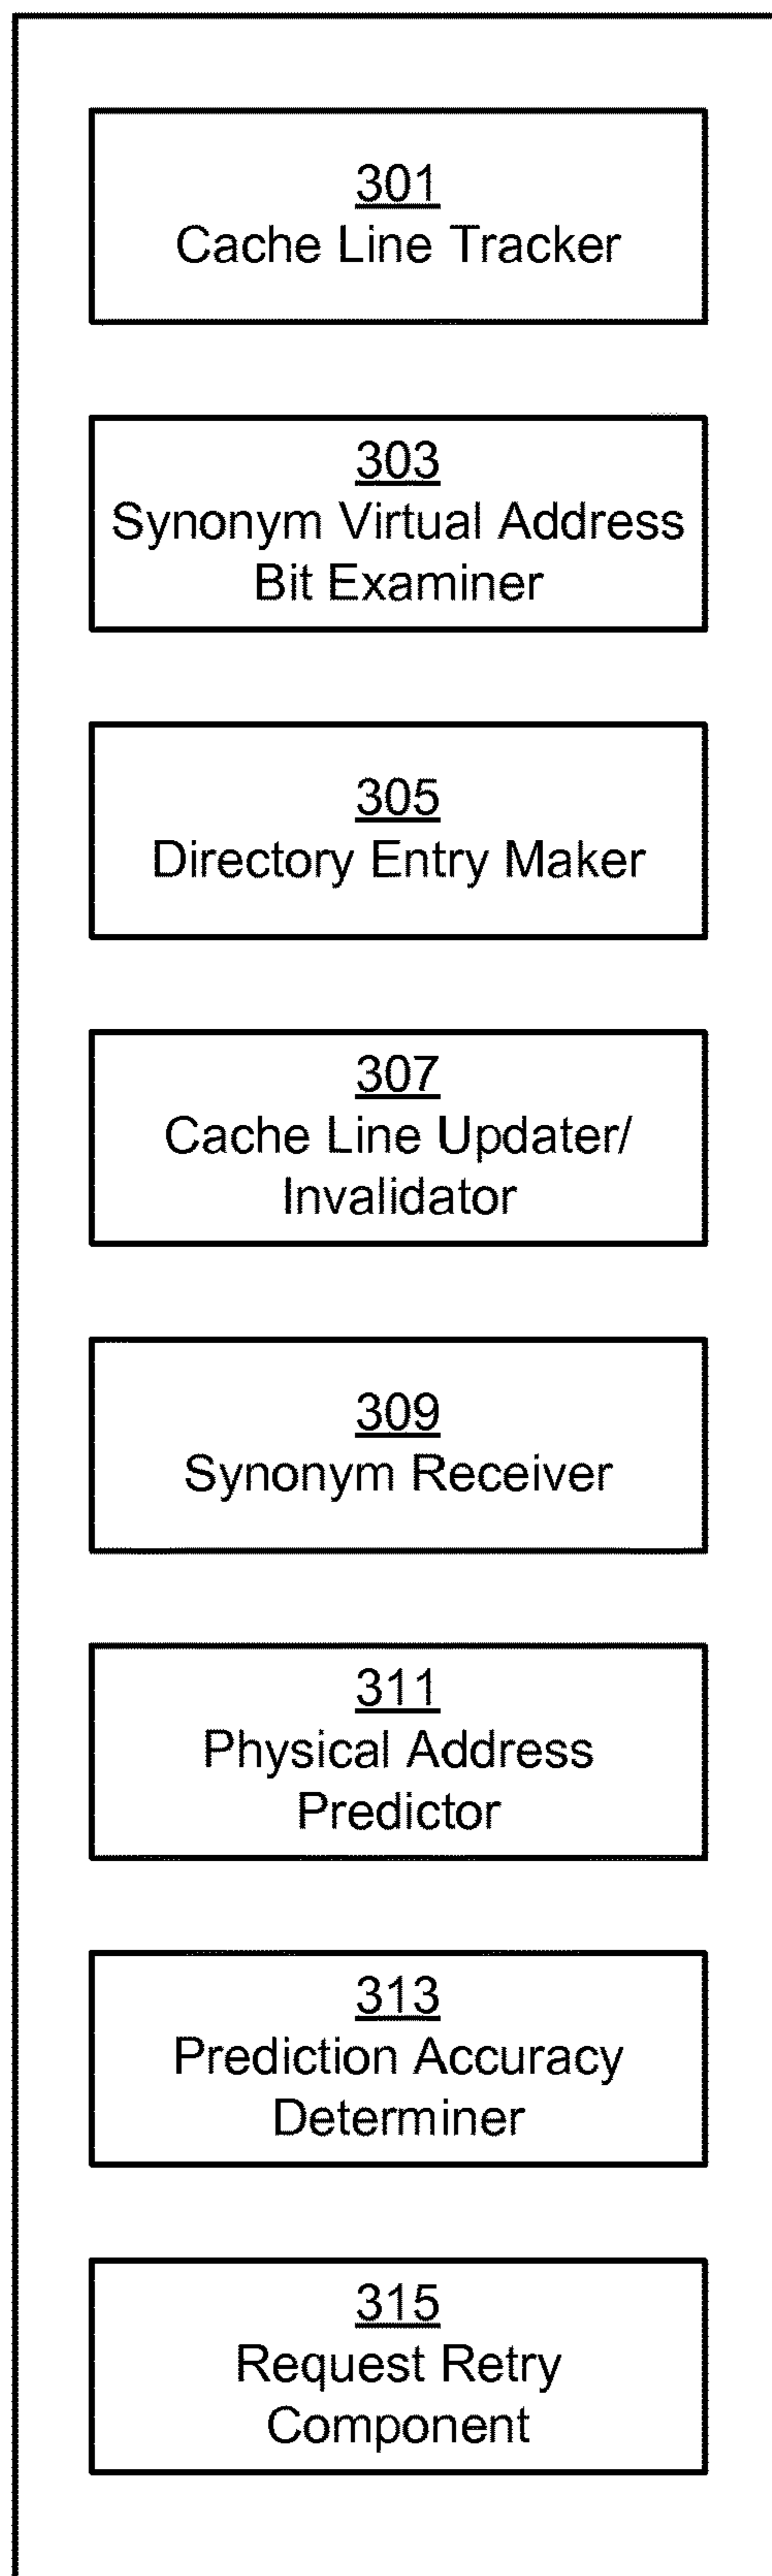 301
Cache Line Tracker
303
Synonym Virtual Address
Bit Examiner
305
Directory Entry Maker
307
Cache Line Updater/
Invalidator
309
Synonym Receiver
311
Physical Address
Predictor
313
Prediction Accuracy
Determiner
315
Request Retry
Component